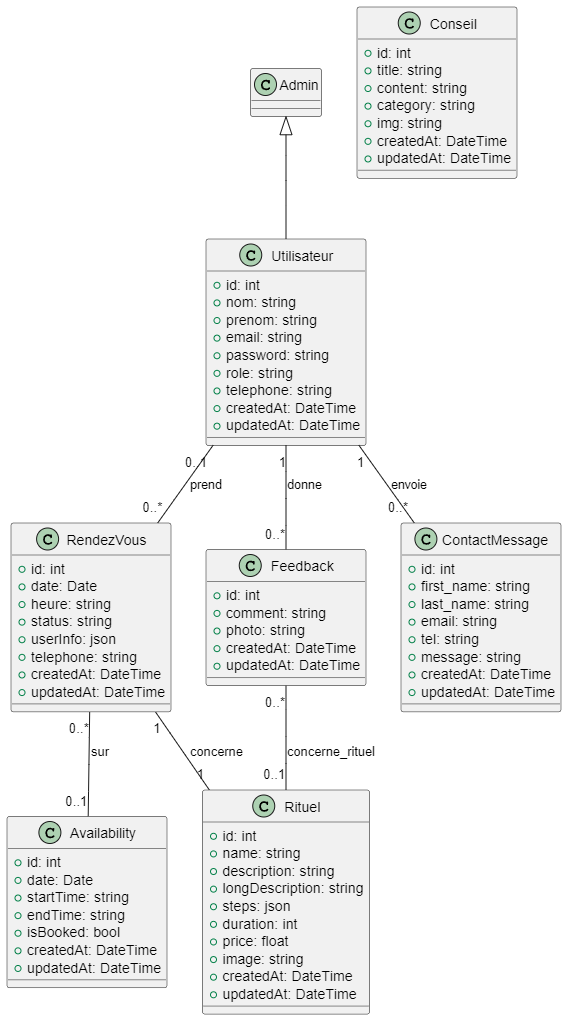 C Conseil
id: int
title: string
content: string
category: string
img: string
createdAt: DateTime
updatedAt: DateTime
C Admin
C Utilisateur
id: int
nom: string
prenom: string
email: string
password: string
role: string
telephone: string
createdAt: DateTime
updatedAt: DateTime
0..1
prend
0..*
1
donne
0..*
1
envoie
0..*
C RendezVous
id: int
date: Date
heure: string
status: string
userInfo: json
telephone: string
createdAt: DateTime
updatedAt: DateTime
C Feedback
id: int
comment: string
photo: string
createdAt: DateTime
updatedAt: DateTime
C ContactMessage
id: int
first_name: string
last_name: string
email: string
tel: string
message: string
createdAt: DateTime
updatedAt: DateTime
0..*
sur
0..1
1
concerne
1
0..*
concerne_rituel
0..1
C Availability
id: int
date: Date
startTime: string
endTime: string
isBooked: bool
createdAt: DateTime
updatedAt: DateTime
C Rituel
id: int
name: string
description: string
longDescription: string
steps: json
duration: int
price: float
image: string
createdAt: DateTime
updatedAt: DateTime